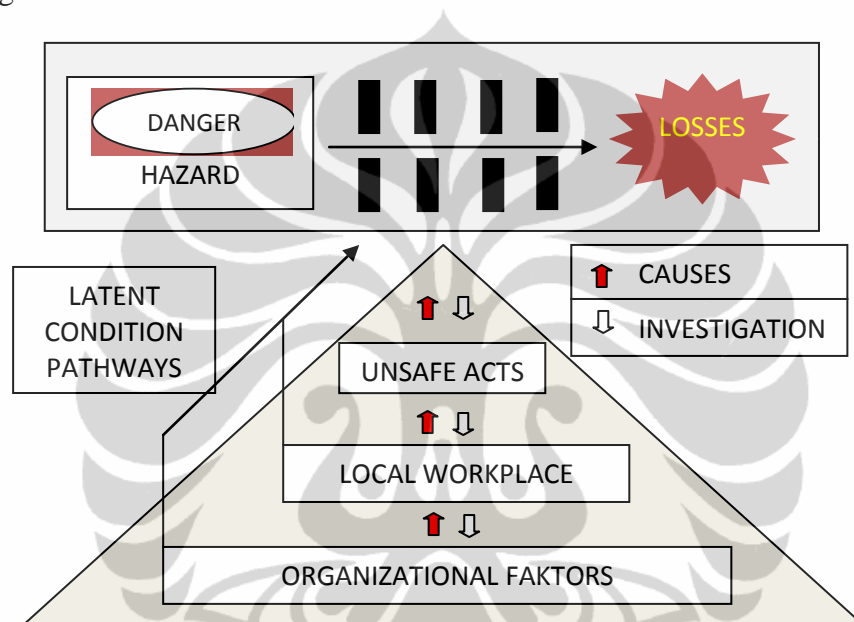 DANGER
HAZARD
LOSSES
LATENT
CONDITION
PATHWAYS
CAUSES
INVESTIGATION
UNSAFE ACTS
LOCAL WORKPLACE
ORGANIZATIONAL FAKTORS